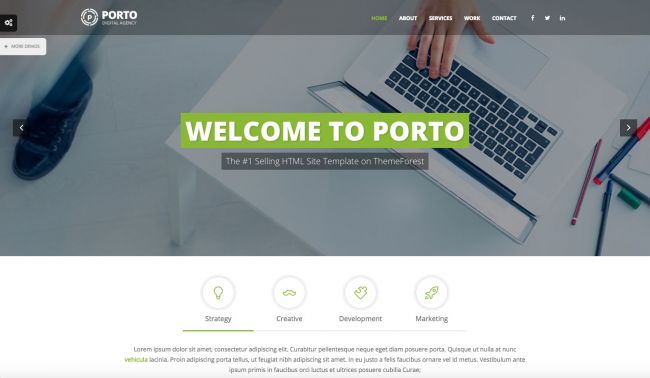 PORTO
DIGITAL AGENCY
HOME ABOUT SERVICES WORK CONTACT
MORE DEMOS
WELCOME TO PORTO
The #1 Selling HTML Site Template on ThemeForest
Strategy Creative Development Marketing
Lorem ipsum dolor sit amet, consectetur adipiscing elit. Curabitur pellentesque neque eget diam posuere porta. Quisque ut nulla at nunc
vehicula lacinia. Proin adipiscing porta tellus, ut feugiat nibh adipiscing sit amet. In eu justo a felis faucibus ornare vel id metus. Vestibulum ante
ipsum primis in faucibus orci luctus et ultrices posuere cubilia Curae;